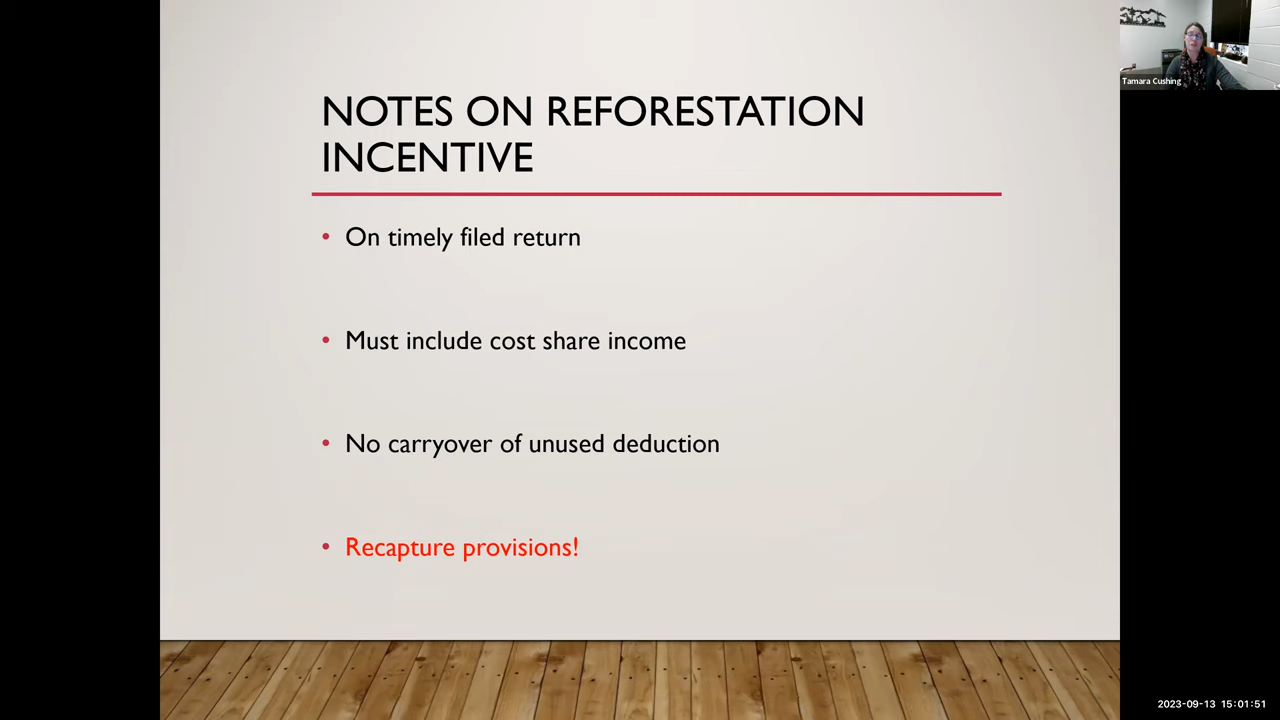 Tamara Cushing
NOTES ON REFORESTATION
INCENTIVE
• On timely filed return
• Must include cost share income
• No carryover of unused deduction
• Recapture provisions!
2023-09-13 15:01:51